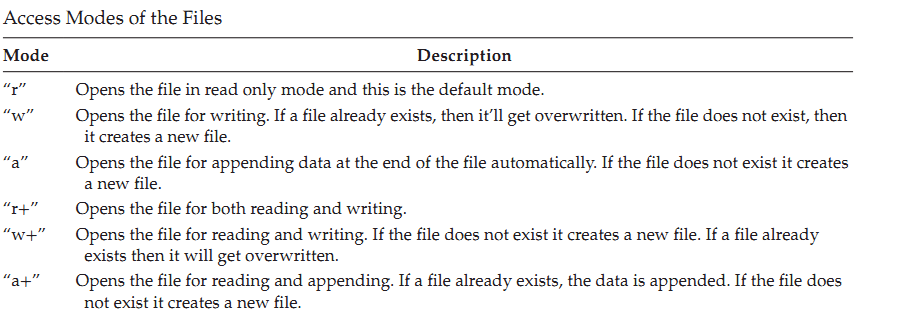 Access Modes of the Files
Mode Description
“r” Opens the file in read only mode and this is the default mode.
“w” Opens the file for writing. If a file already exists, then it’ll get overwritten. If the file does not exist, then
it creates a new file.
“a” Opens the file for appending data at the end of the file automatically. If the file does not exist it creates
a new file.
“r+” Opens the file for both reading and writing.
“w+” Opens the file for reading and writing. If the file does not exist it creates a new file. If a file already
exists then it will get overwritten.
“a+” Opens the file for reading and appending. If a file already exists, the data is appended. If the file does
not exist it creates a new file.